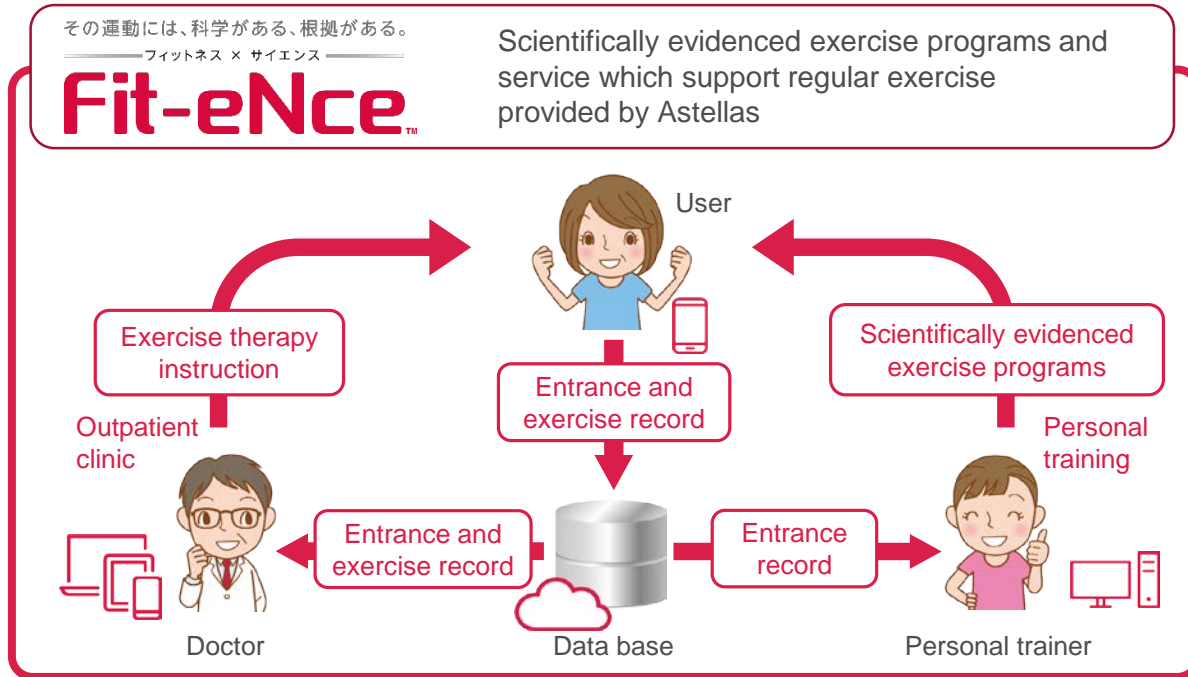 その運動には、科学がある、根拠がある。
フィットネス × サイエンス
Fit-eNce™
Scientifically evidenced exercise programs and
service which support regular exercise
provided by Astellas
User
Exercise therapy
instruction
Scientifically evidenced
exercise programs
Entrance and
exercise record
Outpatient
clinic
Personal
training
Entrance and
exercise record
Entrance
record
Doctor
Data base
Personal trainer